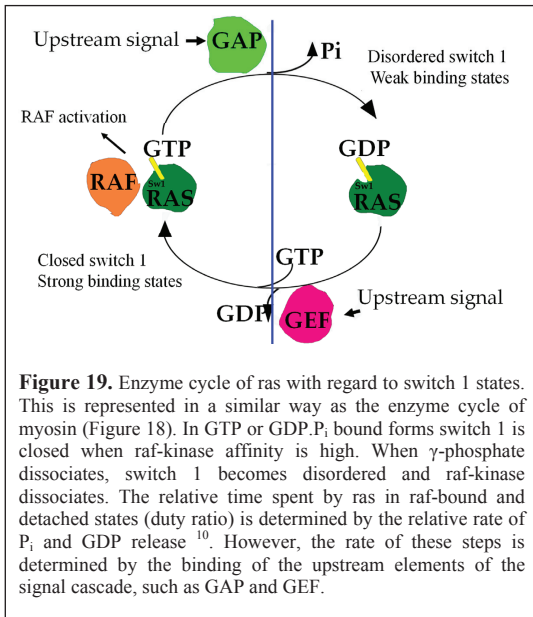 Upstream signal
GAP
Pi
Disordered switch 1
Weak binding states
RAF activation
GTP
GDP
RAF
Sw1
RAS
Sw1
RAS
Closed switch 1
Strong binding states
GTP
GDP
GEF
Upstream signal
Figure 19. Enzyme cycle of ras with regard to switch 1 states.
This is represented in a similar way as the enzyme cycle of
myosin (Figure 18). In GTP or GDP.Pi bound forms switch 1 is
closed when raf-kinase affinity is high. When γ-phosphate
dissociates, switch 1 becomes disordered and raf-kinase
dissociates. The relative time spent by ras in raf-bound and
detached states (duty ratio) is determined by the relative rate of
Pi and GDP release 10. However, the rate of these steps is
determined by the binding of the upstream elements of the
signal cascade, such as GAP and GEF.